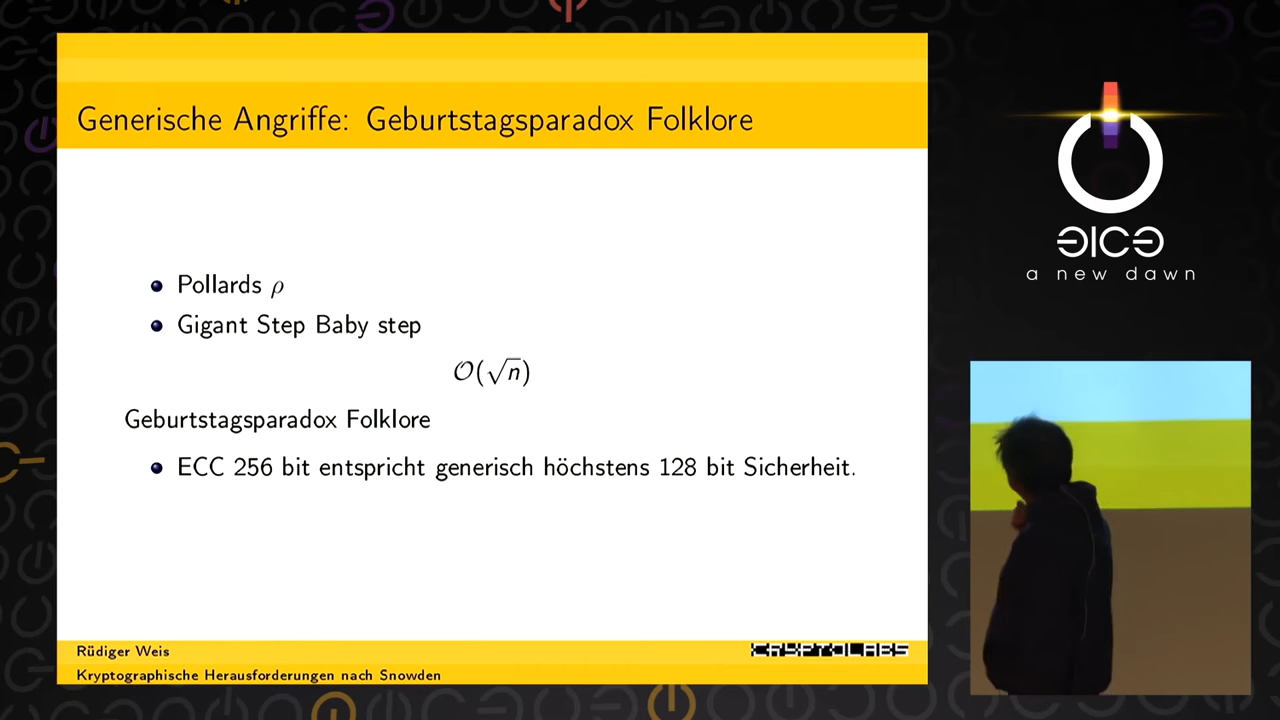 Generische Angriffe: Geburtstagsparadox Folklore
Pollards ρ
Gigant Step Baby step
O(√n)
Geburtstagsparadox Folklore
ECC 256 bit entspricht generisch höchstens 128 bit Sicherheit.
Rüdiger Weis
CRYPTOLABS
Kryptographische Herausforderungen nach Snowden
31C3
a new dawn